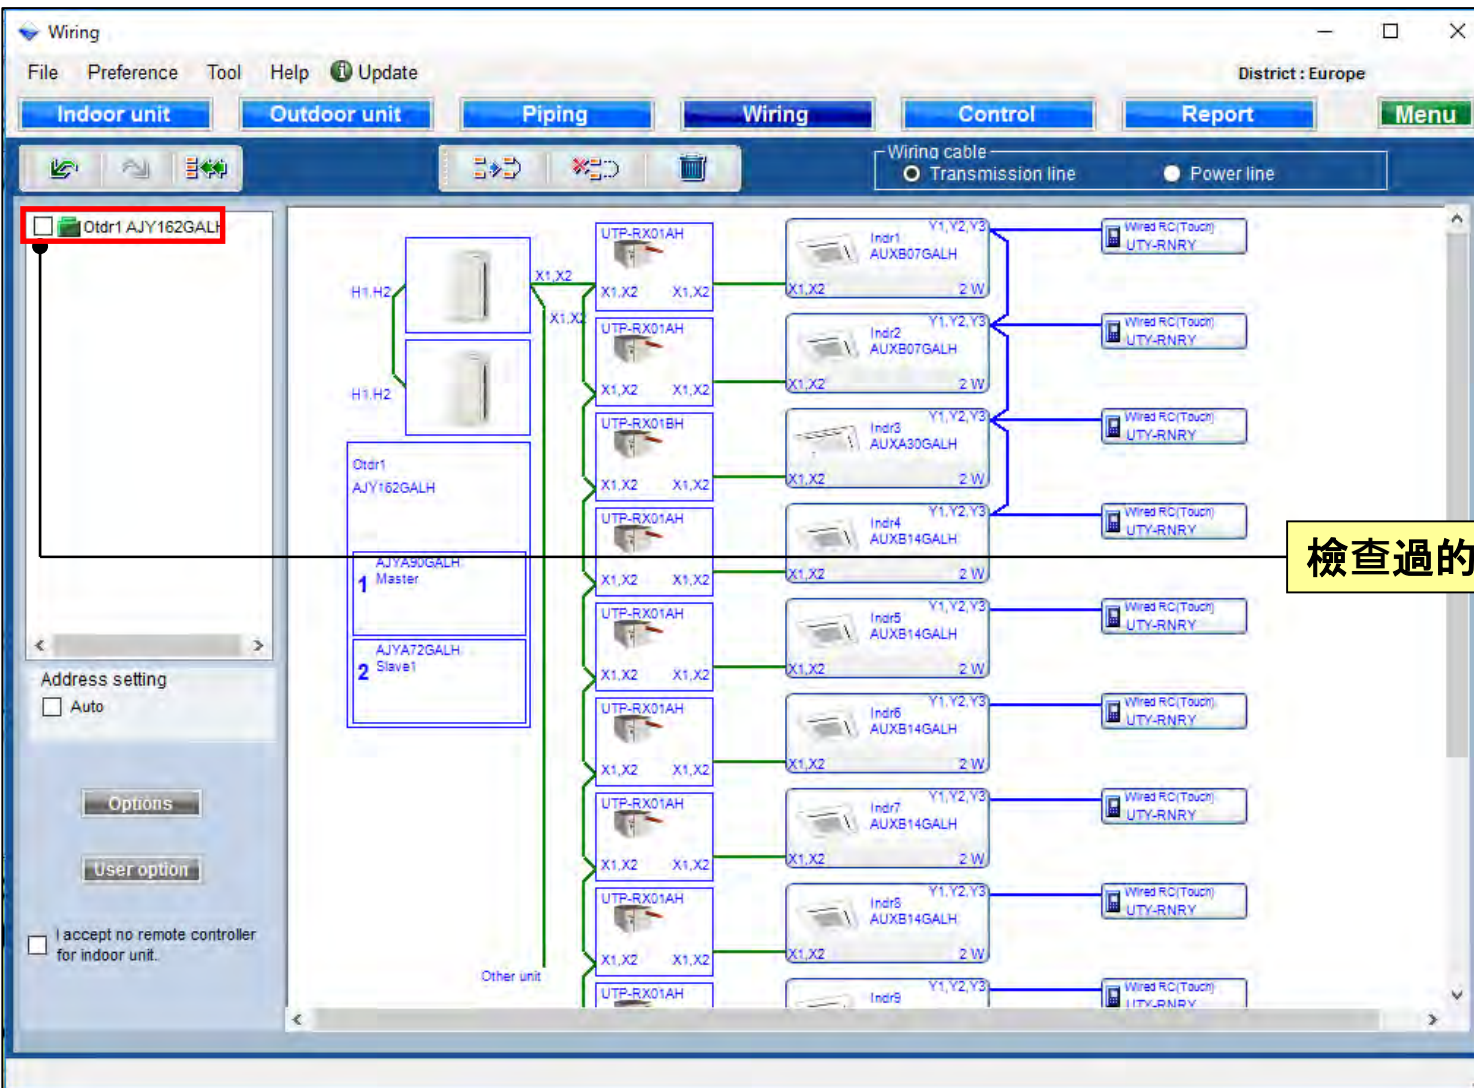 Wiring
File Preference Tool Help Update
District : Europe
Indoor unit Outdoor unit Piping Wiring Control Report Menu
Wiring cable
Transmission line Power line
Otdr1 AJY162GALH
Address setting
Auto
Options
User option
I accept no remote controller
for indoor unit.
H1.H2
H1.H2
X1,X2
X1,X2
Otdr1
AJY162GALH
AJYA90GALH
1 Master
AJYA72GALH
2 Slave1
Other unit
UTP-RX01AH
X1,X2 X1,X2
UTP-RX01AH
X1,X2 X1,X2
UTP-RX01BH
X1,X2 X1,X2
UTP-RX01AH
X1,X2 X1,X2
UTP-RX01AH
X1,X2 X1,X2
UTP-RX01AH
X1,X2 X1,X2
UTP-RX01AH
X1,X2 X1,X2
UTP-RX01AH
X1,X2 X1,X2
UTP-RX01AH
Y1,Y2,Y3
Indr1
AUXB07GALH
X1,X2 2 W
Y1,Y2,Y3
Indr2
AUXB07GALH
X1,X2 2 W
Y1,Y2,Y3
Indr3
AUXA30GALH
X1,X2 2 W
Y1,Y2,Y3
Indr4
AUXB14GALH
X1,X2 2 W
Y1,Y2,Y3
Indr5
AUXB14GALH
X1,X2 2 W
Y1,Y2,Y3
Indr6
AUXB14GALH
X1,X2 2 W
Y1,Y2,Y3
Indr7
AUXB14GALH
X1,X2 2 W
Y1,Y2,Y3
Indr8
AUXB14GALH
X1,X2 2 W
Y1,Y2,Y3
Indr9
Wired RC(Touch)
UTY-RNRY
Wired RC(Touch)
UTY-RNRY
Wired RC(Touch)
UTY-RNRY
Wired RC(Touch)
UTY-RNRY
Wired RC(Touch)
UTY-RNRY
Wired RC(Touch)
UTY-RNRY
Wired RC(Touch)
UTY-RNRY
Wired RC(Touch)
UTY-RNRY
Wired RC(Touch)
UTY-RNRY
檢查過的